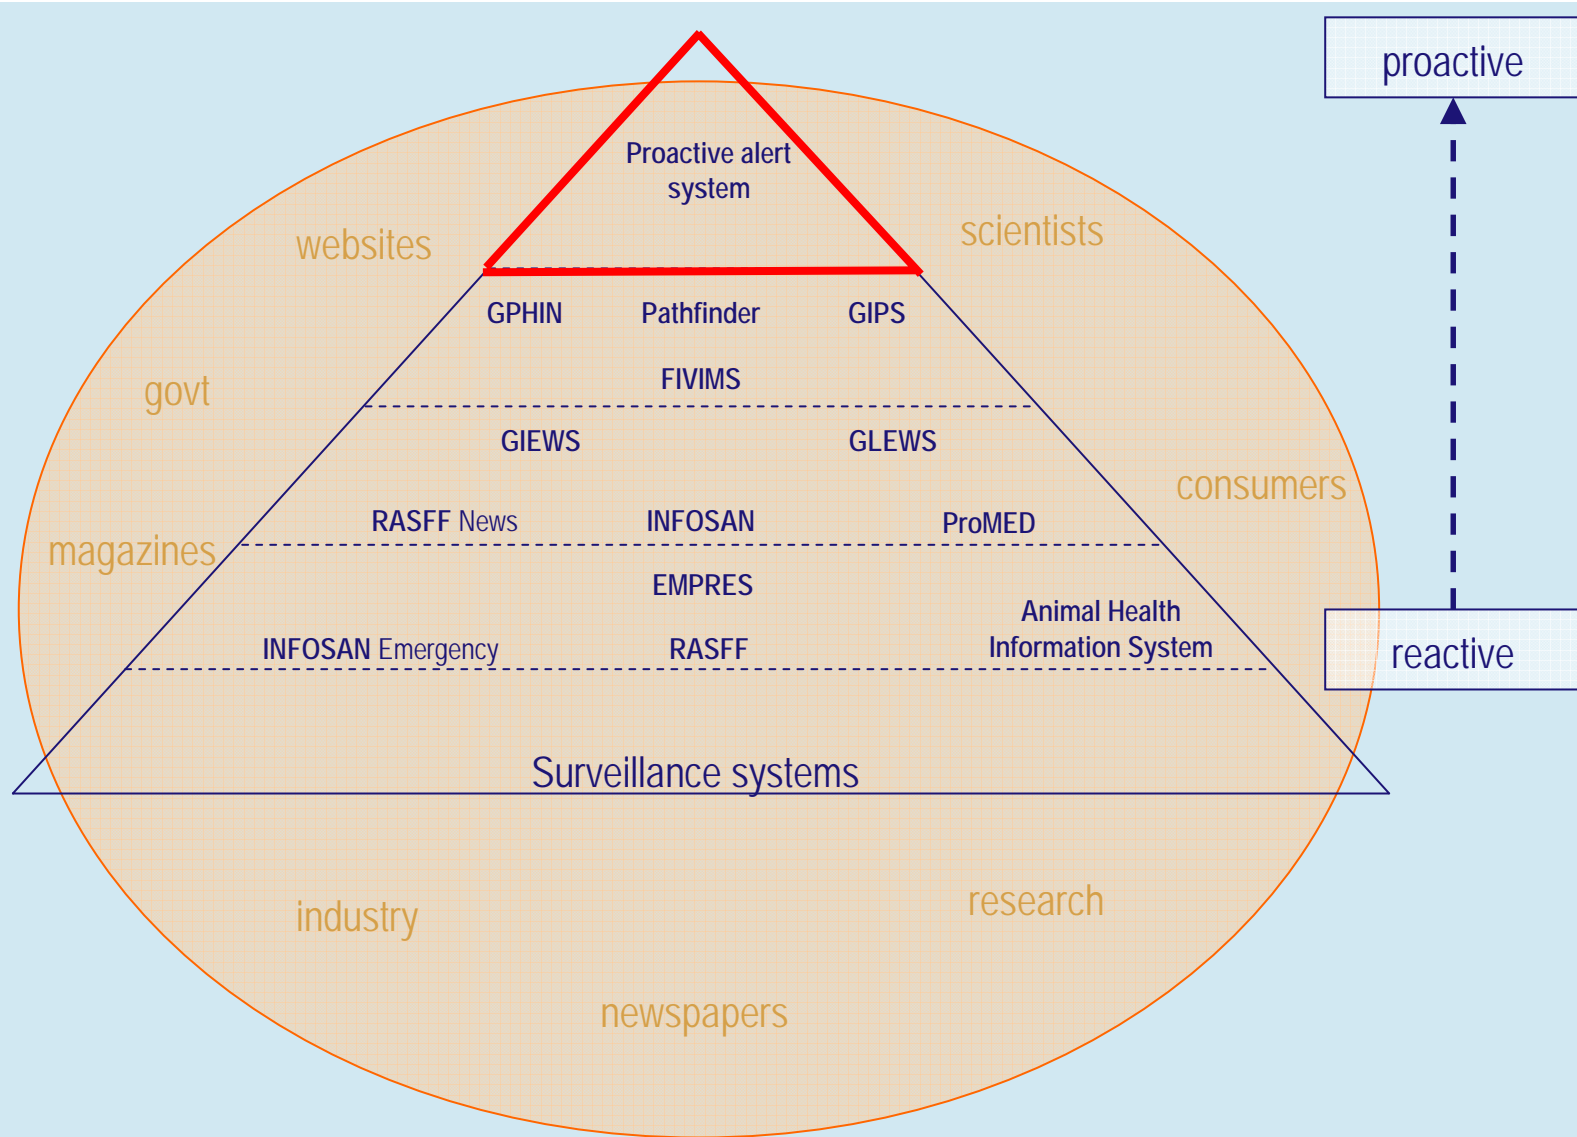 proactive
Proactive alert
system
websites
scientists
GPHIN Pathfinder GIPS
FIVIMS
govt
GIEWS GLEWS
consumers
RASFF News INFOSAN ProMED
magazines
EMPRES
Animal Health
Information System
INFOSAN Emergency RASFF
reactive
Surveillance systems
industry
research
newspapers